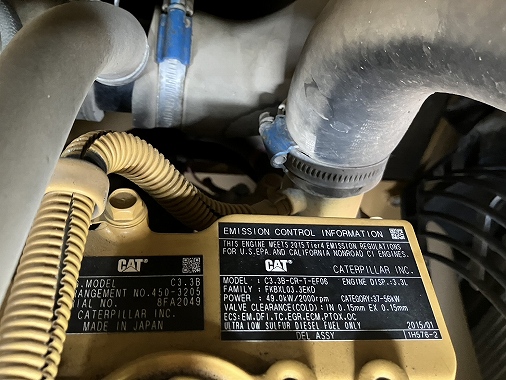 CAT
S.MODEL C3.3B
RANGEMENT NO. 450-3205
IAL NO. 8FA2049
CATERPILLAR INC.
MADE IN JAPAN
EMISSION CONTROL INFORMATION
THIS ENGINE MEETS 2015 Tier4 EMISSION REGULATIONS
FOR U.S.EPA.AND CALIFORNIA NONROAD CI ENGINES.
CAT CATERPILLAR INC.
MODEL : C3.3B-CR-T-EF06
FAMILY : FKBXL03.3EKD ENGINE DISP.:3.3L
POWER : 49.0kW/2000rpm CATEGORY:37-56kW
VALVE CLEARANCE(COLD): IN 0.15mm EX 0.15mm
ECS:EM,DFI,TC,EGR,ECM,PTOX,OC
ULTRA LOW SULFUR DIESEL FUEL ONLY 2015/01
DEL ASSY 1H576-2